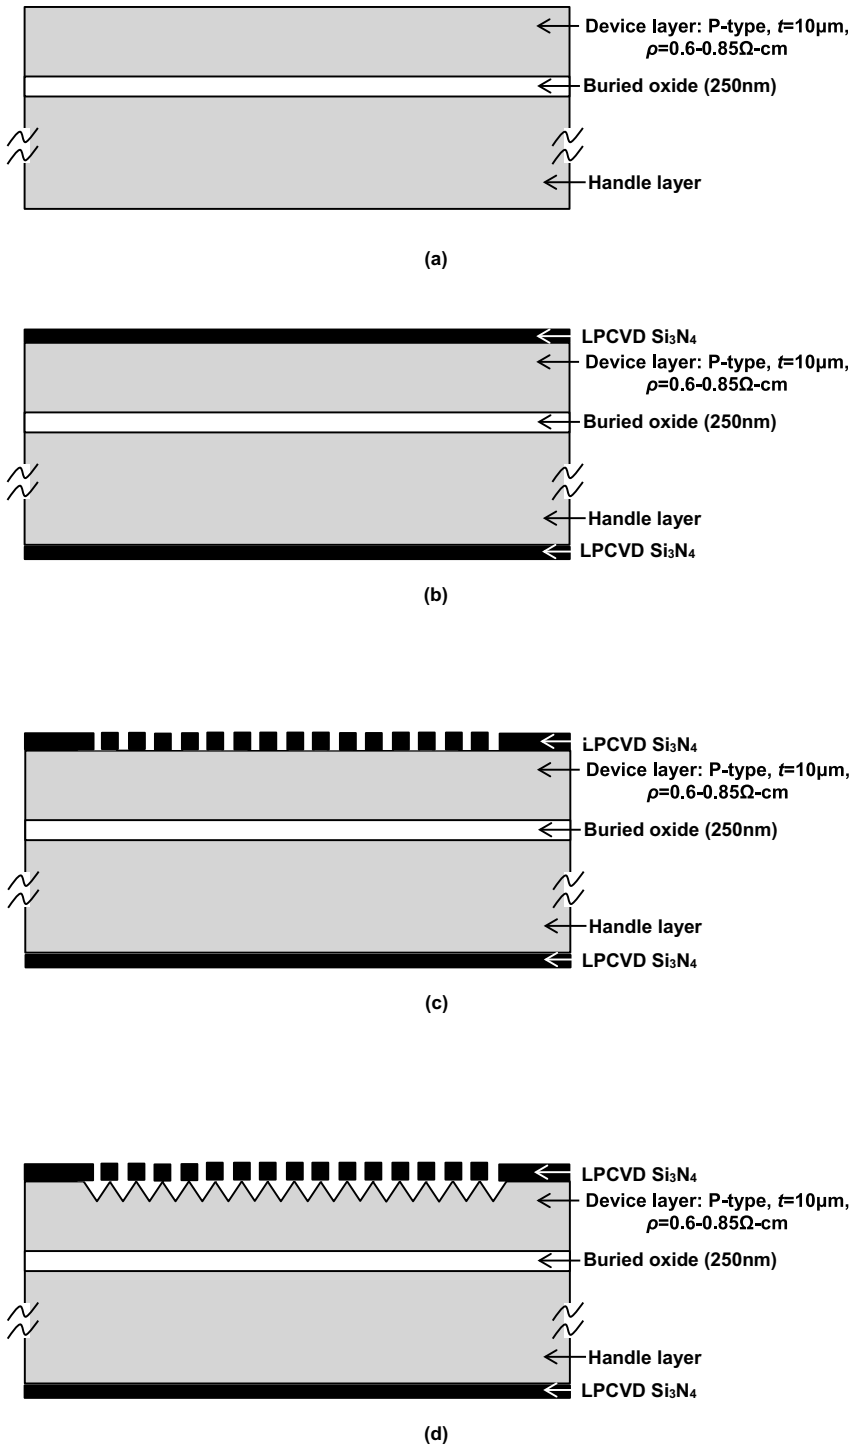 Device layer: P-type, t=10μm,
ρ=0.6-0.85Ω-cm
Buried oxide (250nm)
Handle layer
(a)
LPCVD Si₃N₄
Device layer: P-type, t=10μm,
ρ=0.6-0.85Ω-cm
Buried oxide (250nm)
Handle layer
LPCVD Si₃N₄
(b)
LPCVD Si₃N₄
Device layer: P-type, t=10μm,
ρ=0.6-0.85Ω-cm
Buried oxide (250nm)
Handle layer
LPCVD Si₃N₄
(c)
LPCVD Si₃N₄
Device layer: P-type, t=10μm,
ρ=0.6-0.85Ω-cm
Buried oxide (250nm)
Handle layer
LPCVD Si₃N₄
(d)